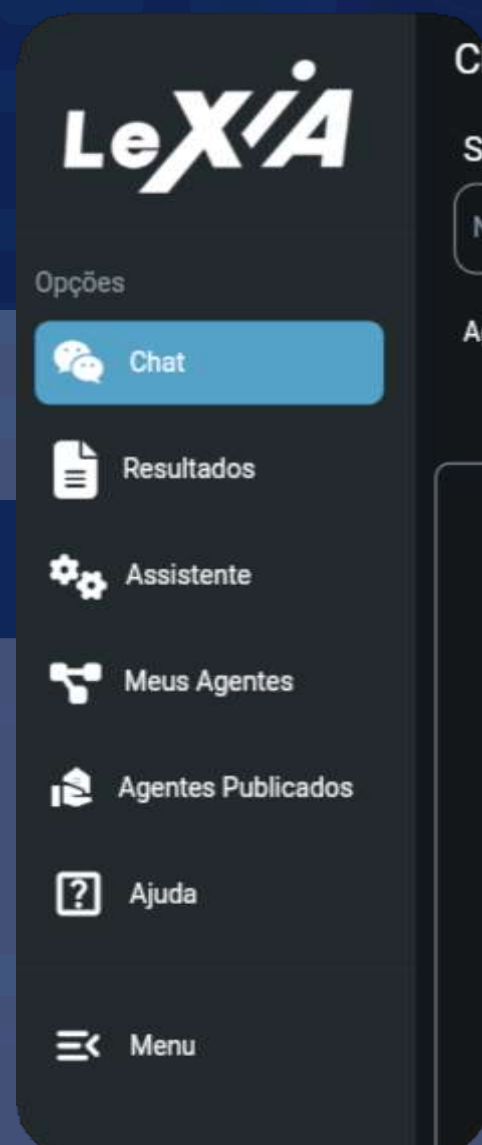 LeXIA
Opções
Chat
Resultados
Assistente
Meus Agentes
Agentes Publicados
Ajuda
Menu